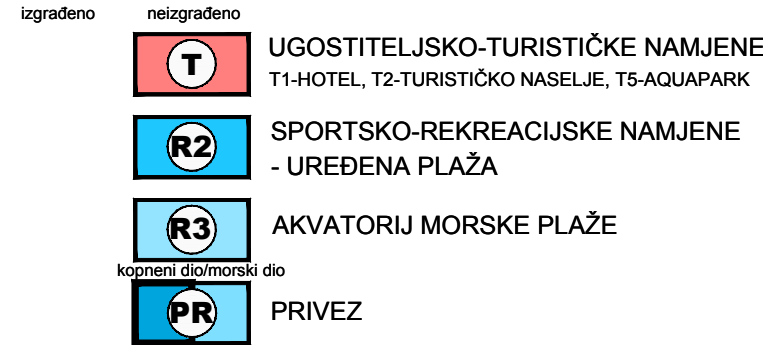 izgrađeno neizgrađeno
T UGOSTITELJSKO-TURISTIČKE NAMJENE
T1-HOTEL, T2-TURISTIČKO NASELJE, T5-AQUAPARK
R2 SPORTSKO-REKREACIJSKE NAMJENE
- UREĐENA PLAŽA
R3 AKVATORIJ MORSKE PLAŽE
kopneni dio/morski dio
PR PRIVEZ